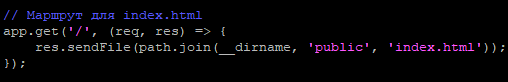 // Маршрут для index.html
app.get('/', (req, res) => {
    res.sendFile(path.join(__dirname, 'public', 'index.html'));
});